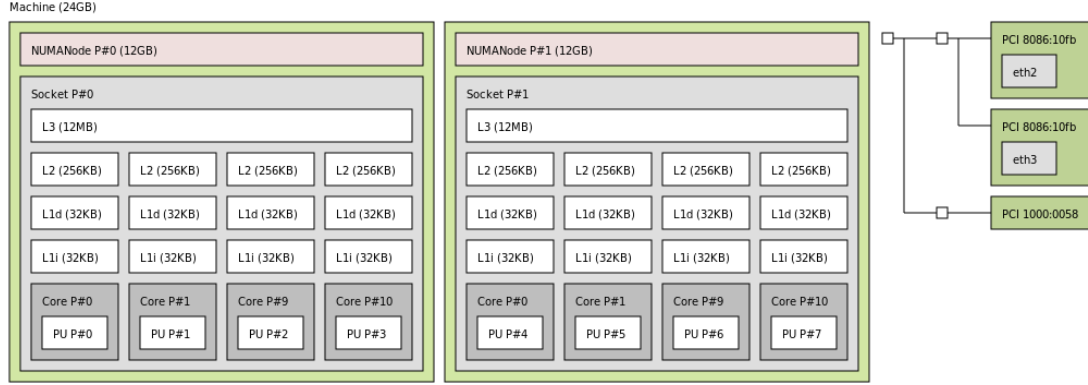 Machine (24GB)
NUMANode P#0 (12GB)
Socket P#0
L3 (12MB)
L2 (256KB) L2 (256KB) L2 (256KB) L2 (256KB)
L1d (32KB) L1d (32KB) L1d (32KB) L1d (32KB)
L1i (32KB) L1i (32KB) L1i (32KB) L1i (32KB)
Core P#0 Core P#1 Core P#9 Core P#10
PU P#0 PU P#1 PU P#2 PU P#3
NUMANode P#1 (12GB)
Socket P#1
L3 (12MB)
L2 (256KB) L2 (256KB) L2 (256KB) L2 (256KB)
L1d (32KB) L1d (32KB) L1d (32KB) L1d (32KB)
L1i (32KB) L1i (32KB) L1i (32KB) L1i (32KB)
Core P#0 Core P#1 Core P#9 Core P#10
PU P#4 PU P#5 PU P#6 PU P#7
PCI 8086:10fb
eth2
PCI 8086:10fb
eth3
PCI 1000:0058